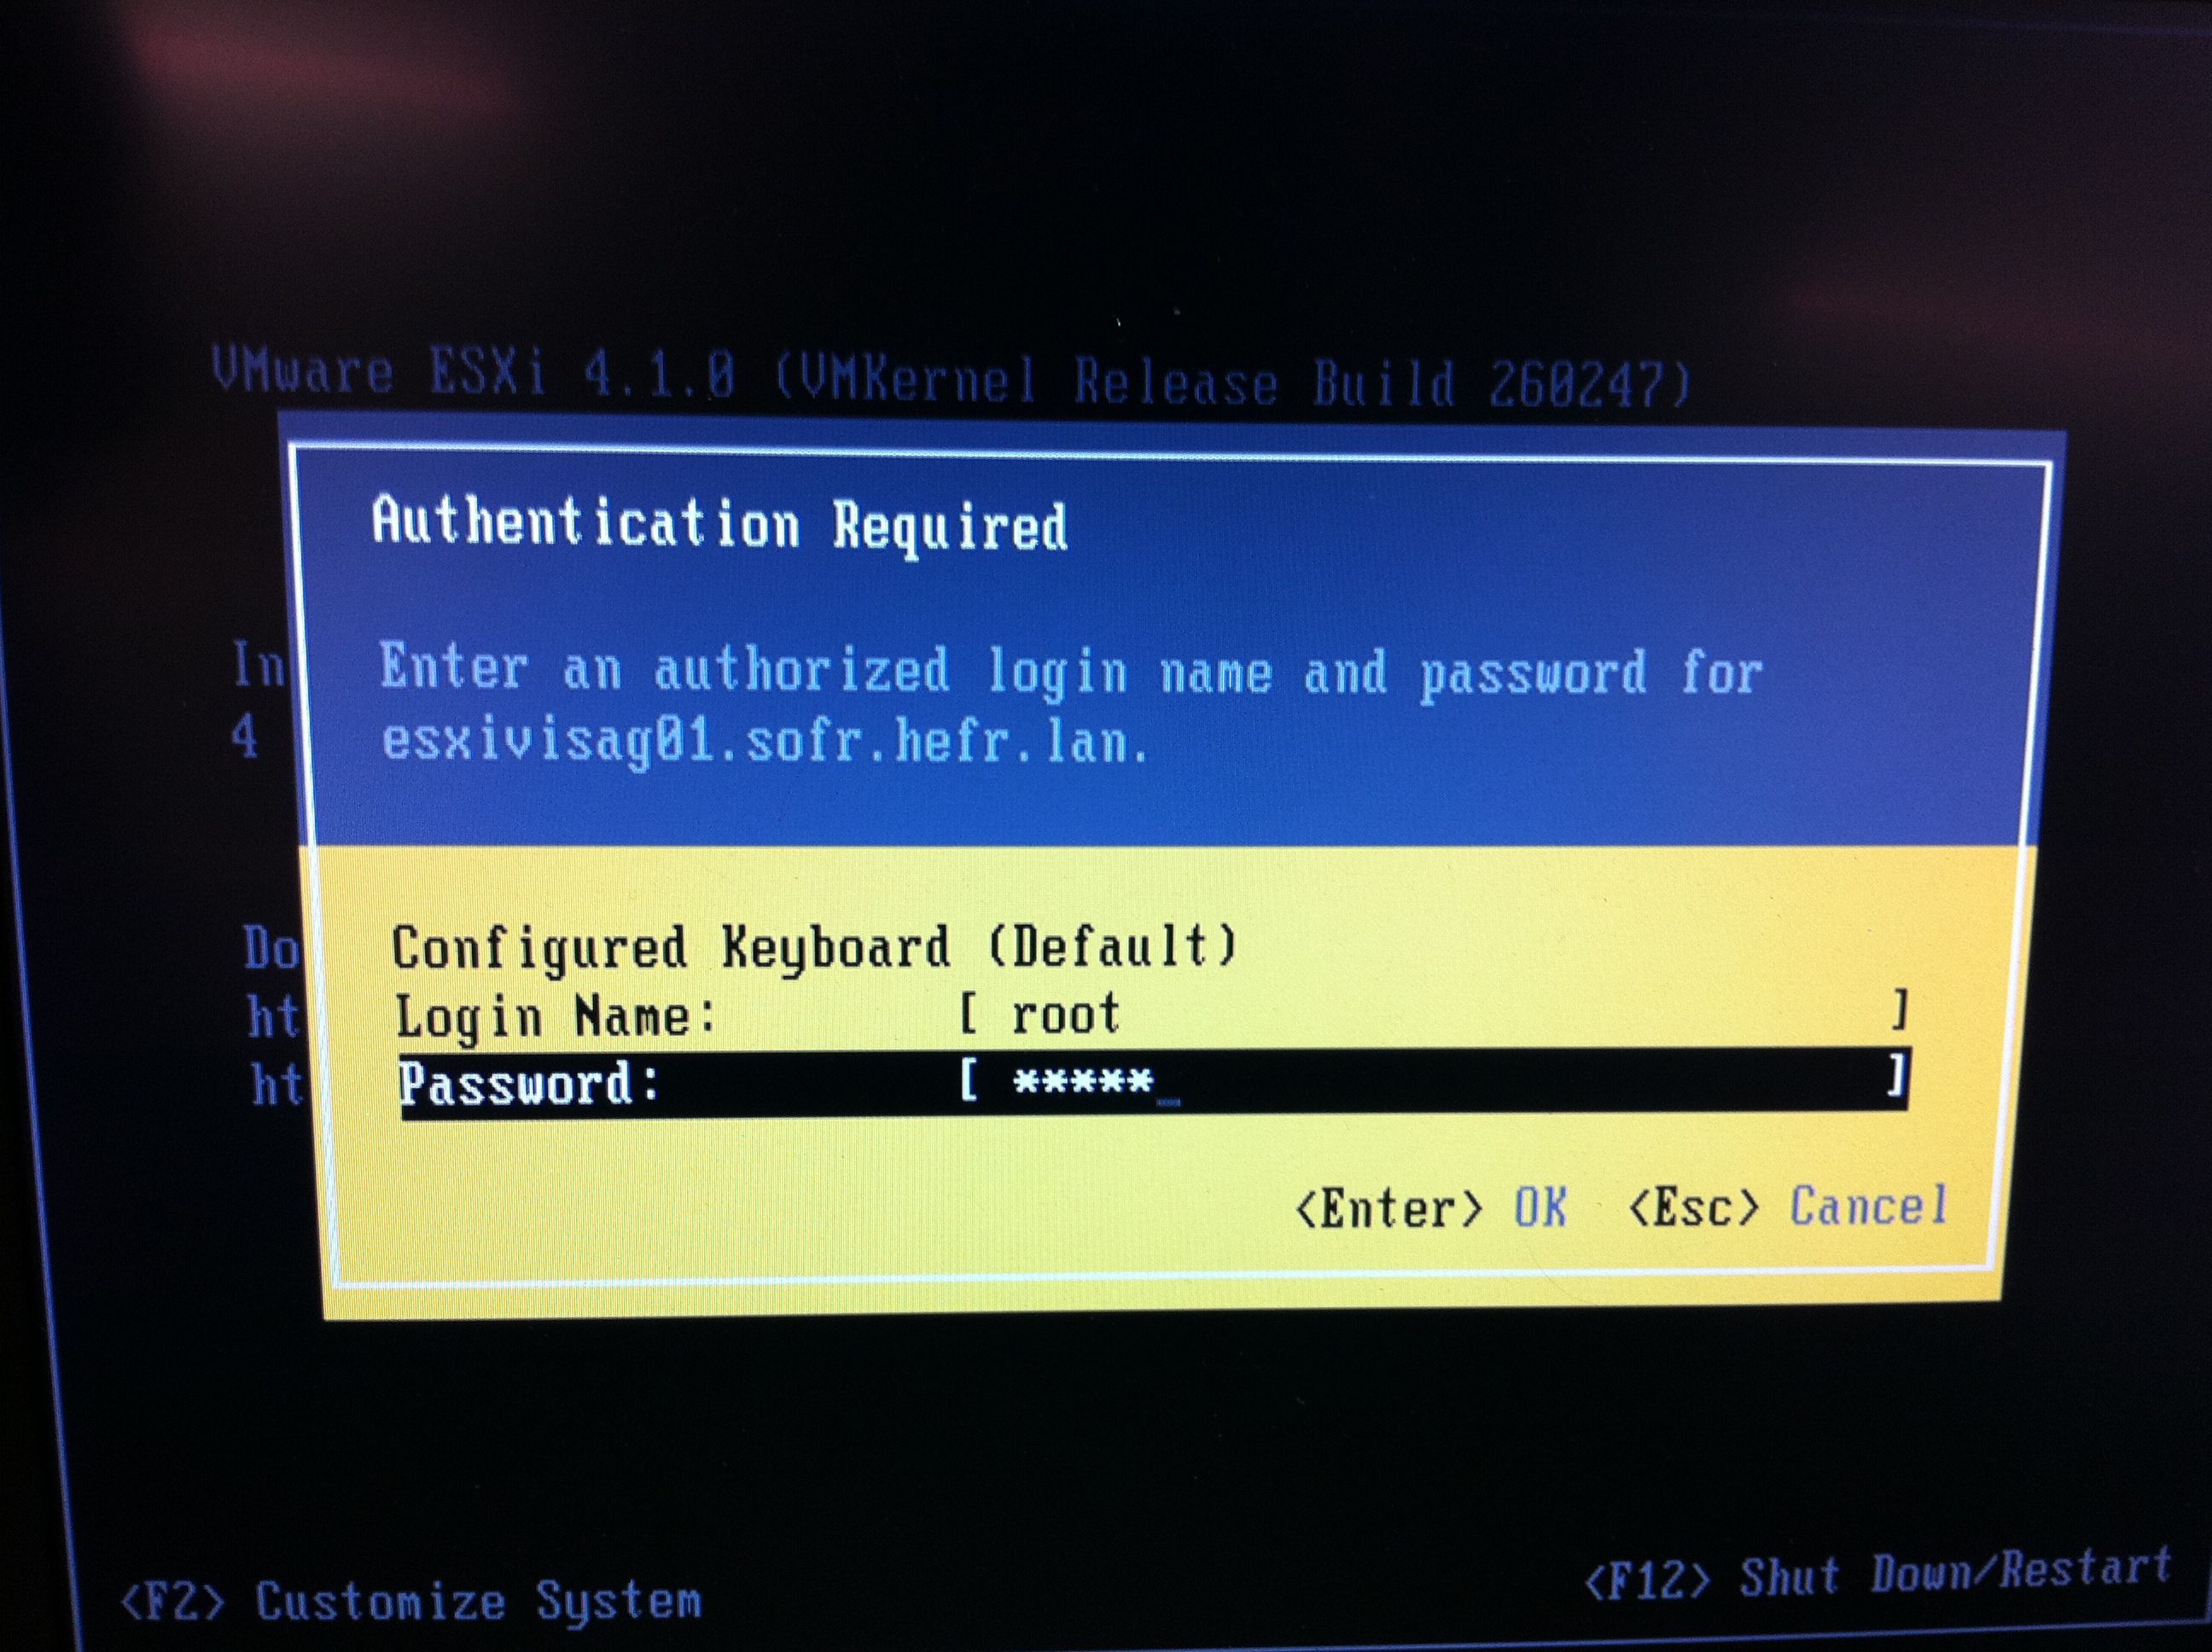 VMware ESXi 4.1.0 (VMKernel Release Build 260247)
Authentication Required
In
Enter an authorized login name and password for
4
esxivisag01.sofr.hefr.lan.
Do
Configured Keyboard (Default)
ht
Login Name: [ root ]
ht
Password: [ *****_ ]
<Enter> OK <Esc> Cancel
<F2> Customize System
<F12> Shut Down/Restart